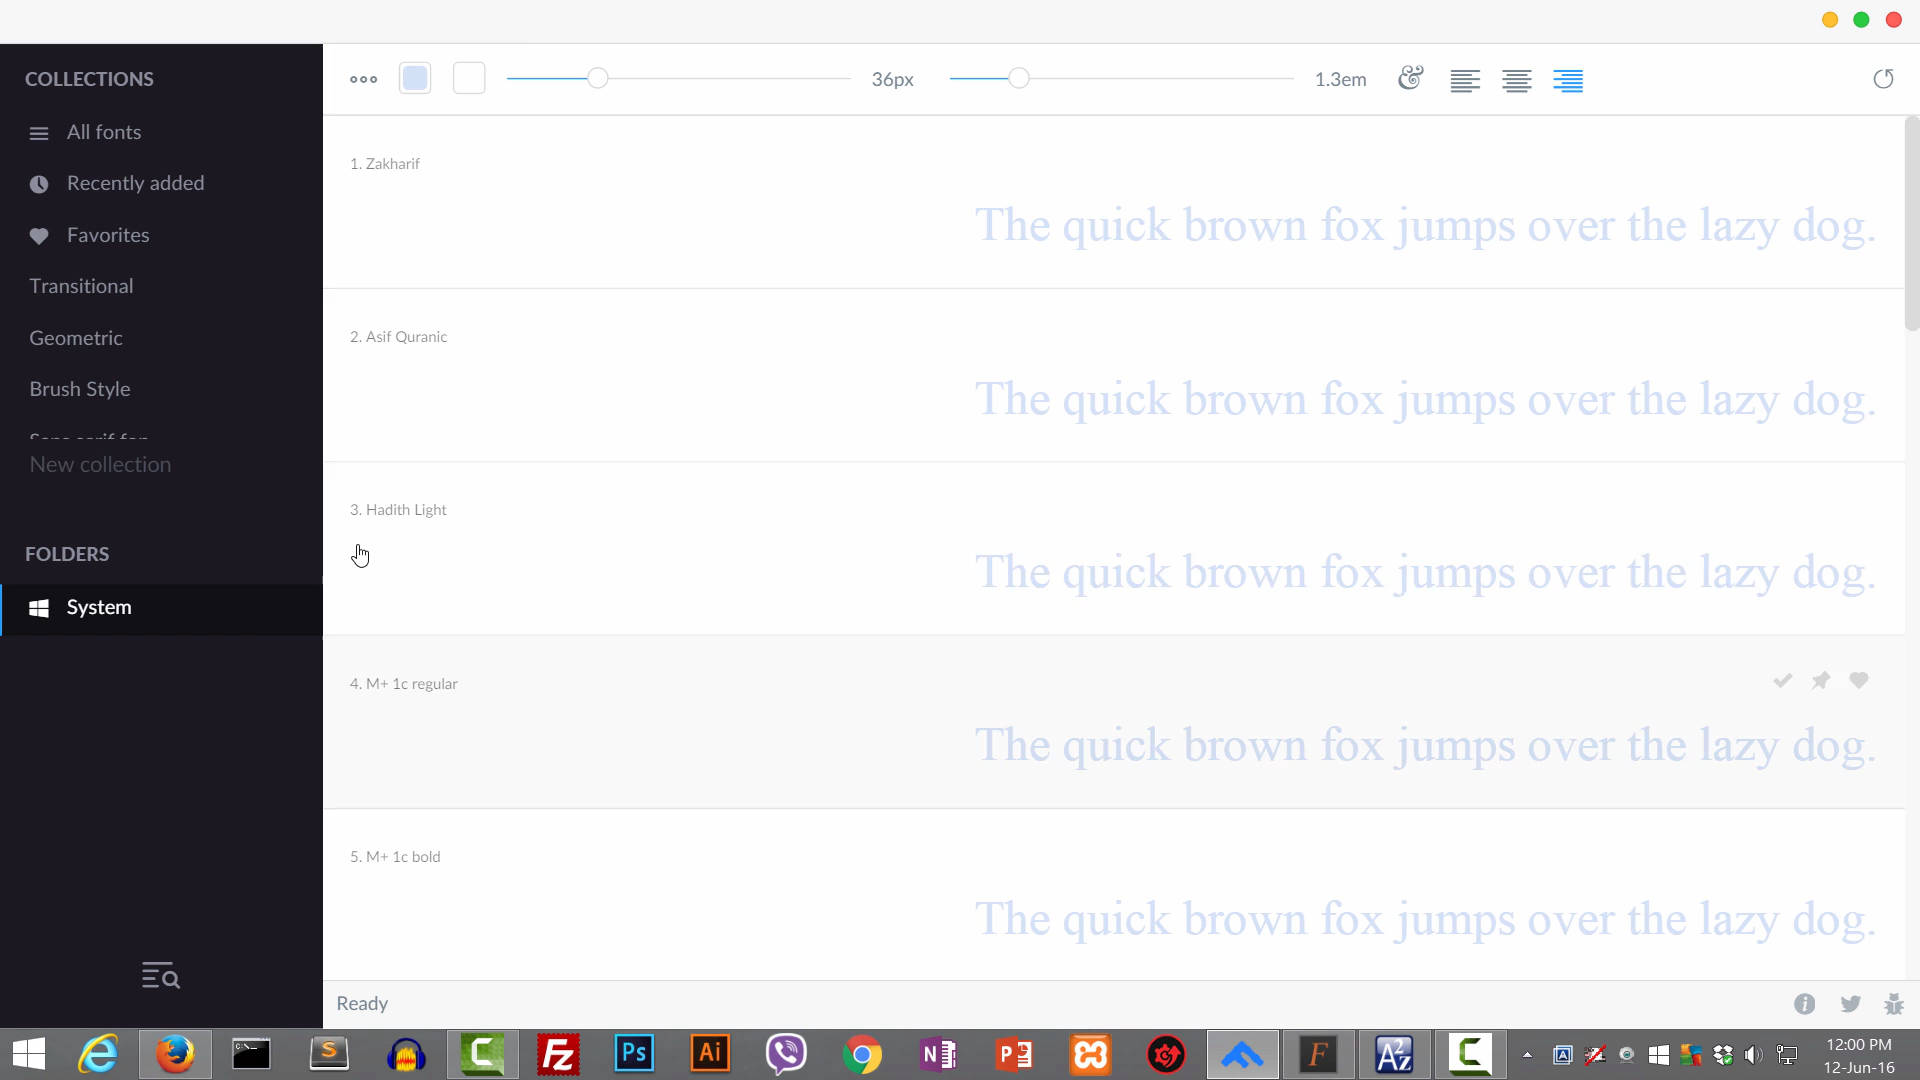 COLLECTIONS
All fonts
Recently added
Favorites
Transitional
Geometric
Brush Style
New collection
FOLDERS
System
36px
1.3em
1. Zakharif
The quick brown fox jumps over the lazy dog.
2. Asif Quranic
The quick brown fox jumps over the lazy dog.
3. Hadith Light
The quick brown fox jumps over the lazy dog.
4. M+ 1c regular
The quick brown fox jumps over the lazy dog.
5. M+ 1c bold
The quick brown fox jumps over the lazy dog.
Ready
12:00 PM
12-Jun-16